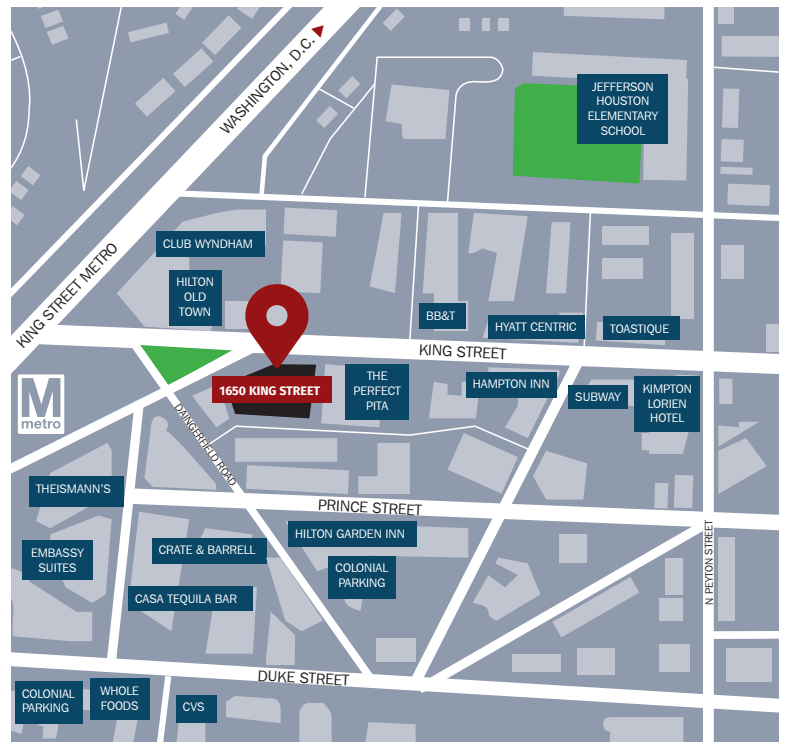 WASHINGTON, D.C.
JEFFERSON
HOUSTON
ELEMENTARY
SCHOOL
KING STREET METRO
CLUB WYNDHAM
HILTON
OLD
TOWN
BB&T
HYATT CENTRIC
TOASTIQUE
KING STREET
1650 KING STREET
THE
PERFECT
PITA
HAMPTON INN
SUBWAY
KIMPTON
LORIEN
HOTEL
M
metro
DAINGERFIELD ROAD
THEISMANN'S
PRINCE STREET
HILTON GARDEN INN
EMBASSY
SUITES
CRATE & BARRELL
COLONIAL
PARKING
CASA TEQUILA BAR
N PEYTON STREET
DUKE STREET
COLONIAL
PARKING
WHOLE
FOODS
CVS